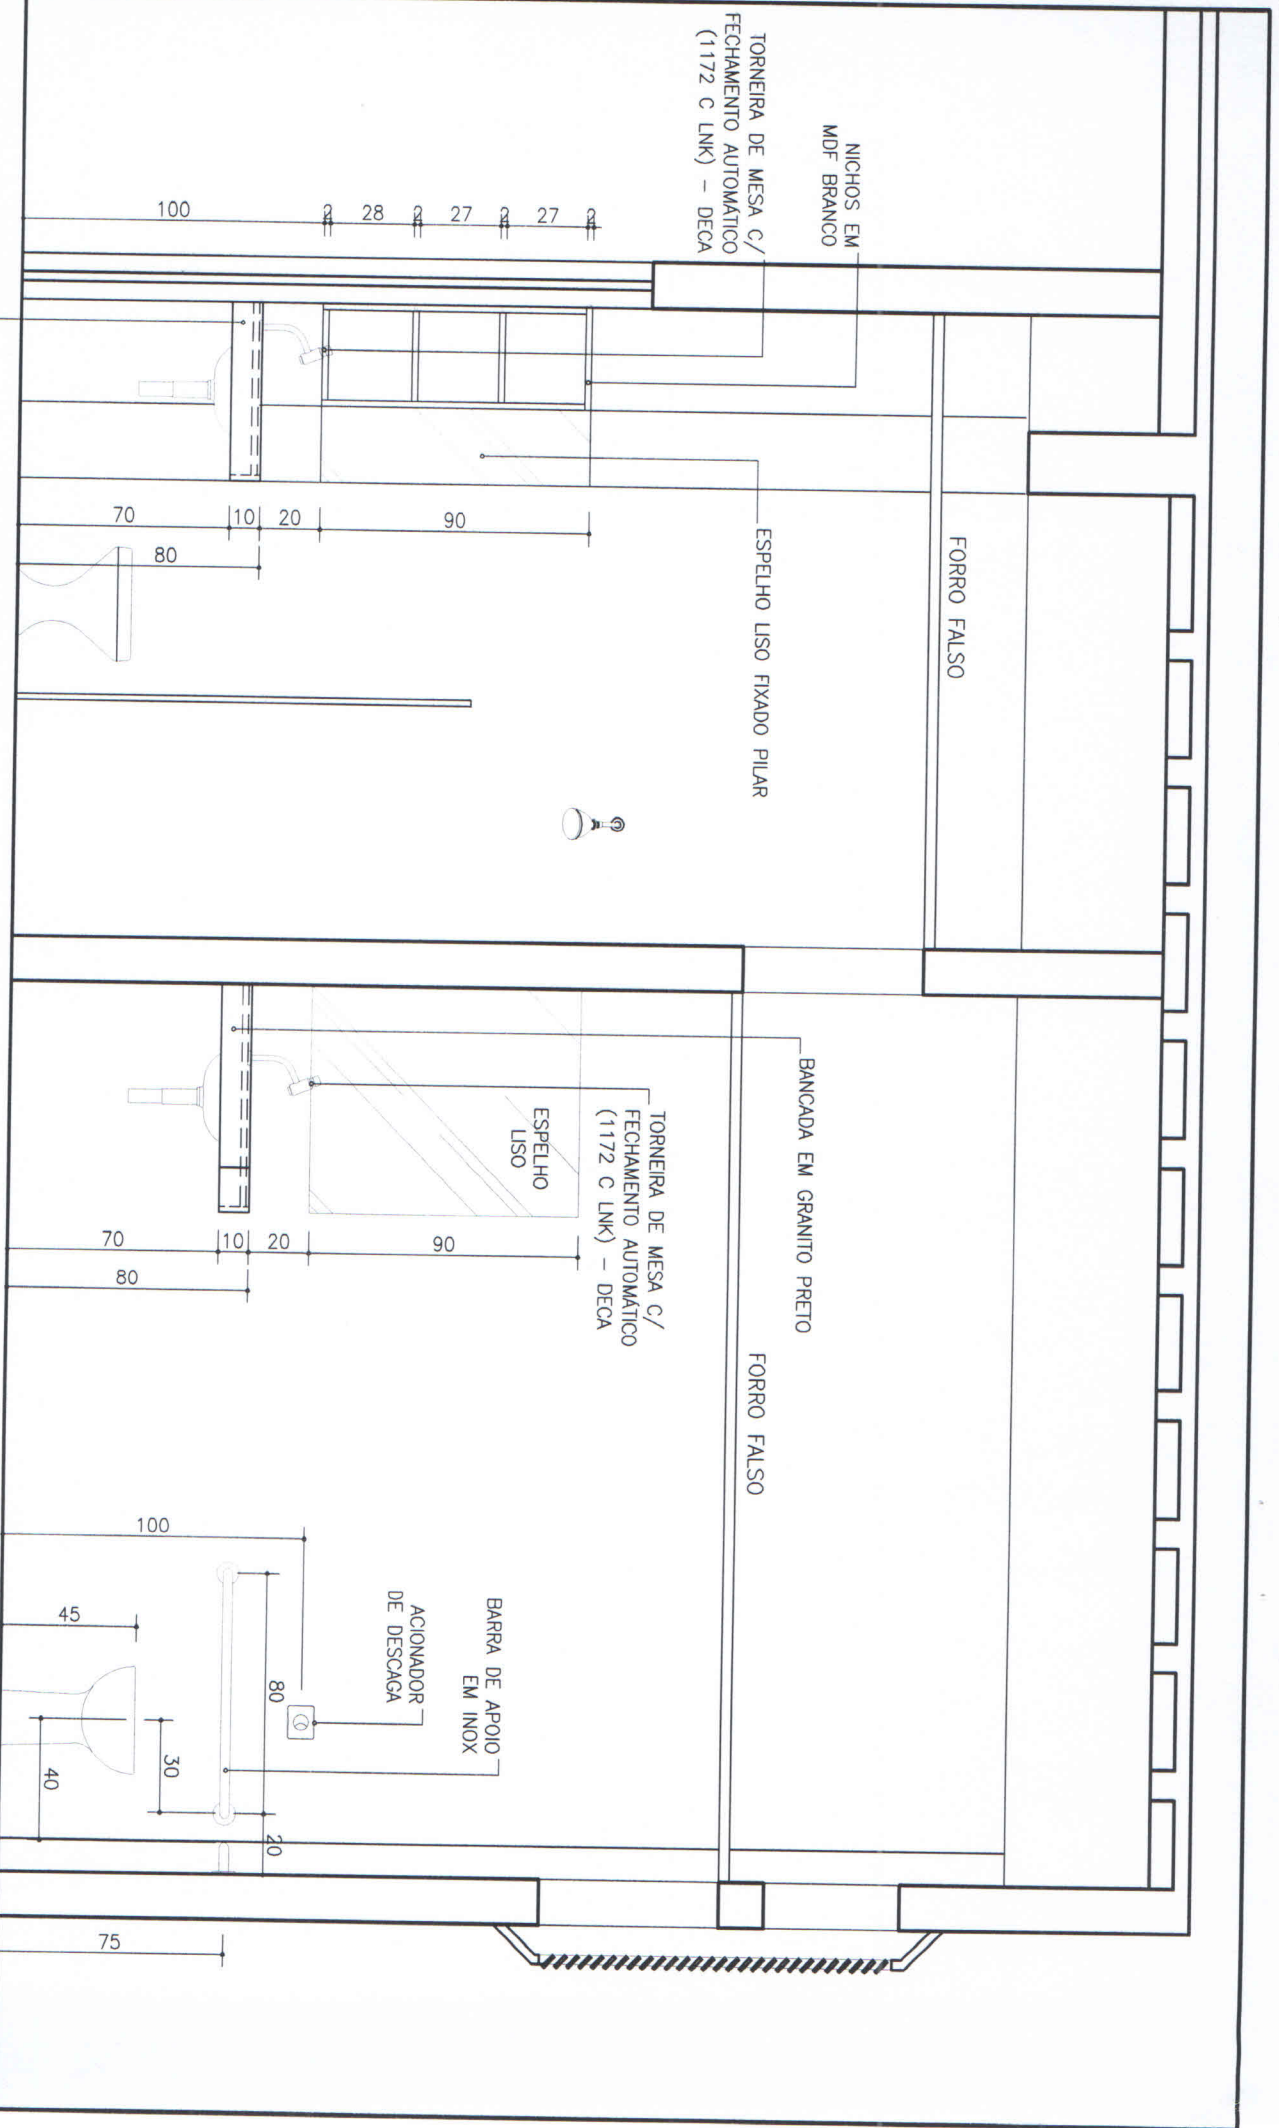 NICHOS EM
MDF BRANCO
TORNEIRA DE MESA C/
FECHAMENTO AUTOMÁTICO
(1172 C LNK) – DECA
2
27
2
27
2
28
2
100
FORRO FALSO
ESPELHO LISO FIXADO PILAR
90
20
10
70
80
BANCADA EM GRANITO PRETO
TORNEIRA DE MESA C/
FECHAMENTO AUTOMÁTICO
(1172 C LNK) – DECA
ESPELHO
LISO
90
20
10
70
80
FORRO FALSO
BARRA DE APOIO
EM INOX
ACIONADOR
DE DESCAGA
100
80
20
45
30
40
75